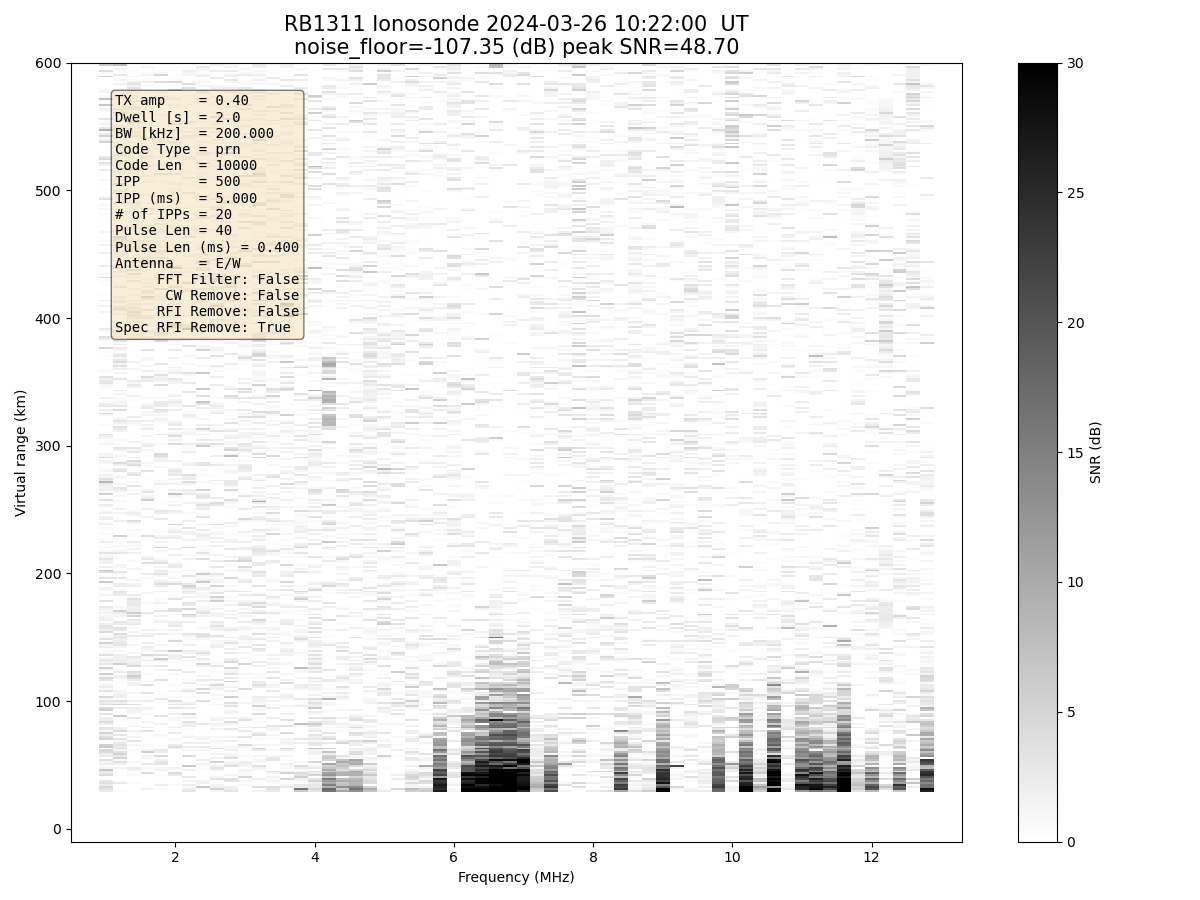 RB1311 Ionosonde 2024-03-26 10:22:00  UT
noise_floor=-107.35 (dB) peak SNR=48.70
600
500
400
300
200
100
0
Virtual range (km)
TX amp    = 0.40
Dwell [s] = 2.0
BW [kHz]  = 200.000
Code Type = prn
Code Len  = 10000
IPP       = 500
IPP (ms)  = 5.000
# of IPPs = 20
Pulse Len = 40
Pulse Len (ms) = 0.400
Antenna   = E/W
FFT Filter: False
CW Remove: False
RFI Remove: False
Spec RFI Remove: True
2 4 6 8 10 12
Frequency (MHz)
30
25
20
15
10
5
0
SNR (dB)